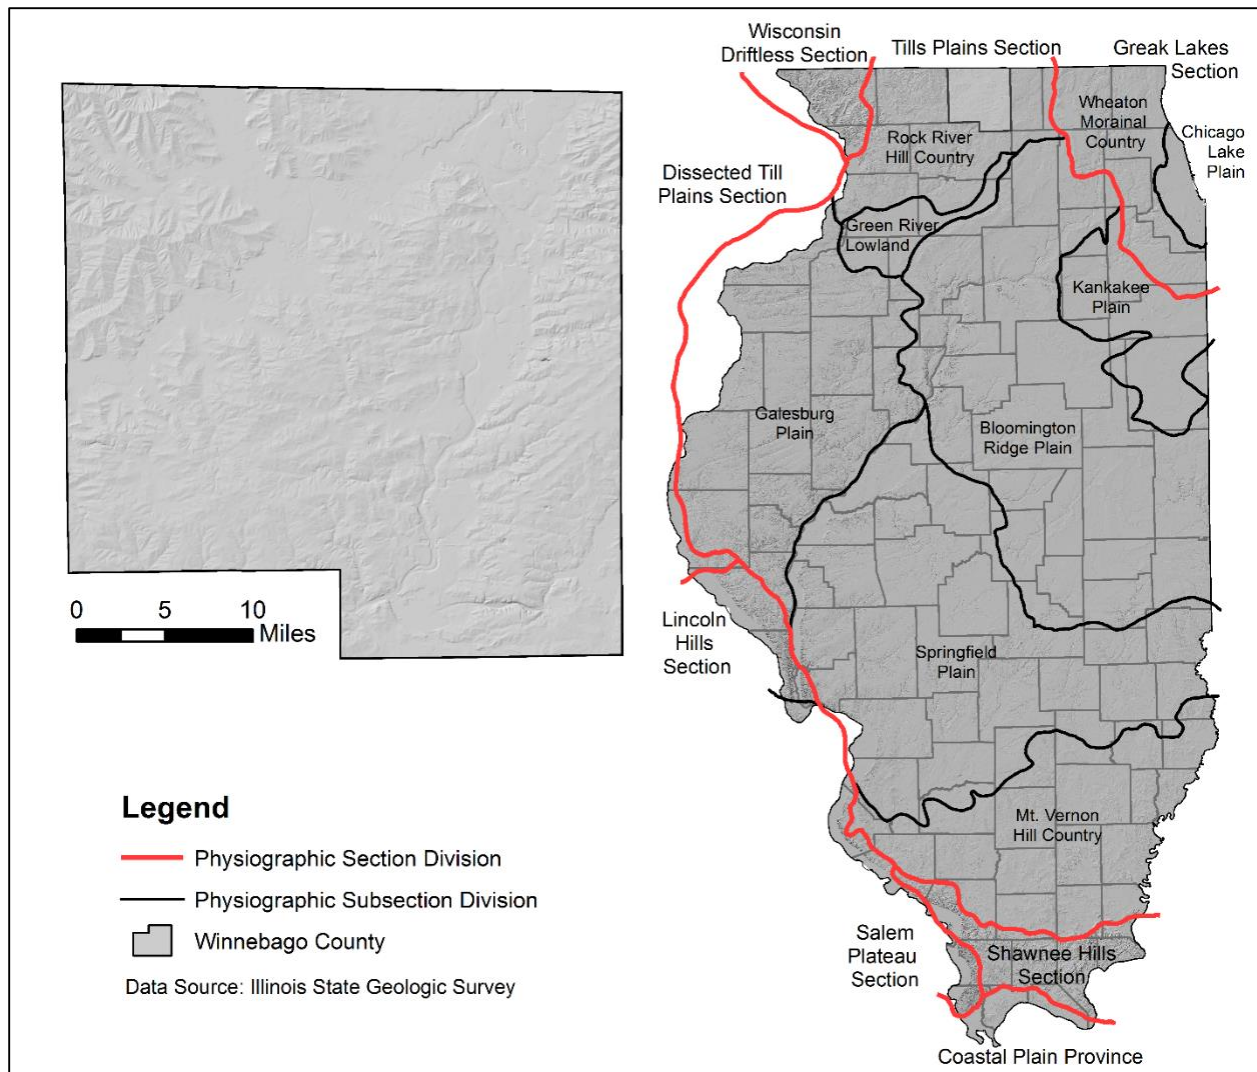 Wisconsin
Driftless Section
Tills Plains Section
Greak Lakes
Section
Wheaton
Morainal
Country
Chicago
Lake
Plain
Rock River
Hill Country
Dissected Till
Plains Section
Green River
Lowland
Kankakee
Plain
Galesburg
Plain
Bloomington
Ridge Plain
0 5 10
Miles
Lincoln
Hills
Section
Springfield
Plain
Mt. Vernon
Hill Country
Legend
Physiographic Section Division
Physiographic Subsection Division
Winnebago County
Data Source: Illinois State Geologic Survey
Salem
Plateau
Section
Shawnee Hills
Section
Coastal Plain Province